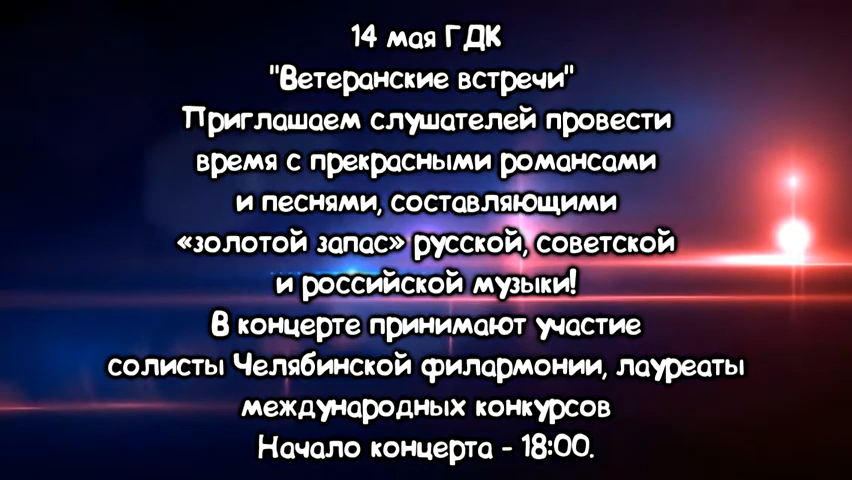 14 мая ГДК
"Ветеранские встречи"
Приглашаем слушателей провести
время с прекрасными романсами
и песнями, составляющими
«золотой запас» русской, советской
и российской музыки!
В концерте принимают участие
солисты Челябинской филармонии, лауреаты
международных конкурсов
Начало концерта - 18:00.